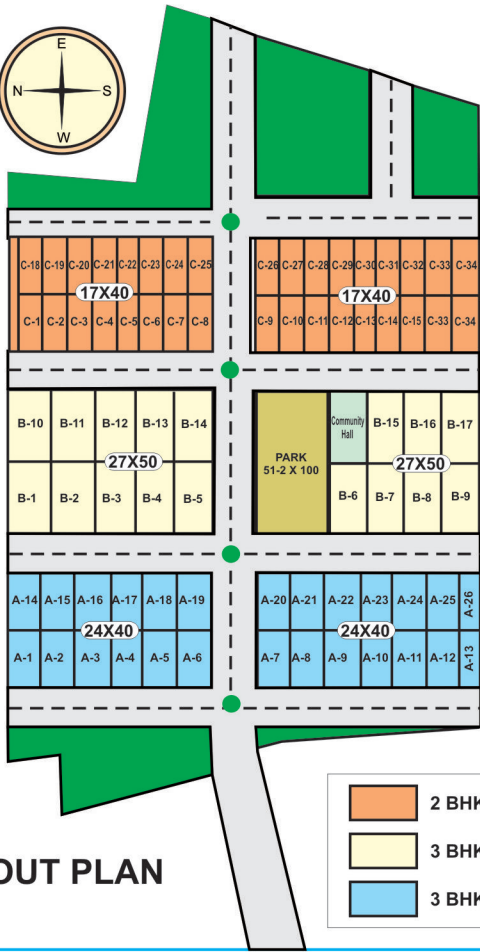 E
N S
W
C-18 C-19 C-20 C-21 C-22 C-23 C-24 C-25
17X40
C-1 C-2 C-3 C-4 C-5 C-6 C-7 C-8
C-26 C-27 C-28 C-29 C-30 C-31 C-32 C-33 C-34
17X40
C-9 C-10 C-11 C-12 C-13 C-14 C-15 C-33 C-34
B-10 B-11 B-12 B-13 B-14
27X50
B-1 B-2 B-3 B-4 B-5
PARK
51-2 X 100
Community
Hall
B-15 B-16 B-17
27X50
B-6 B-7 B-8 B-9
A-14 A-15 A-16 A-17 A-18 A-19
24X40
A-1 A-2 A-3 A-4 A-5 A-6
A-20 A-21 A-22 A-23 A-24 A-25 A-26
24X40
A-7 A-8 A-9 A-10 A-11 A-12 A-13
2 BHK
3 BHK
3 BHK
OUT PLAN